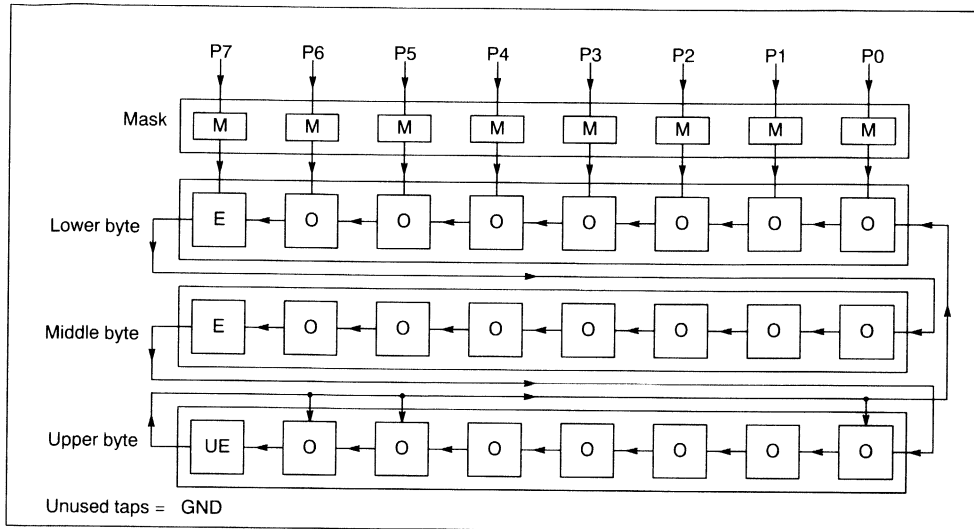 P7 P6 P5 P4 P3 P2 P1 P0
Mask
M M M M M M M M
Lower byte
E O O O O O O O
Middle byte
E O O O O O O O
Upper byte
UE O O O O O O O
Unused taps = GND